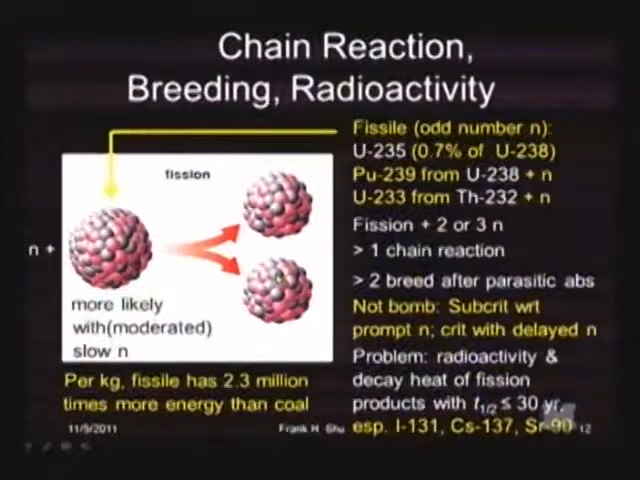 Chain Reaction,
Breeding, Radioactivity
Fissile (odd number n):
U-235 (0.7% of U-238)
Pu-239 from U-238 + n
U-233 from Th-232 + n
Fission + 2 or 3 n
> 1 chain reaction
> 2 breed after parasitic abs
Not bomb: Subcrit wrt
prompt n; crit with delayed n
Problem: radioactivity &
decay heat of fission
products with t1/2 ≤ 30 yr,
esp. I-131, Cs-137, Sr-90
fission
n +
more likely
with(moderated)
slow n
Per kg, fissile has 2.3 million
times more energy than coal
11/5/2011
Frank H. Shu
12